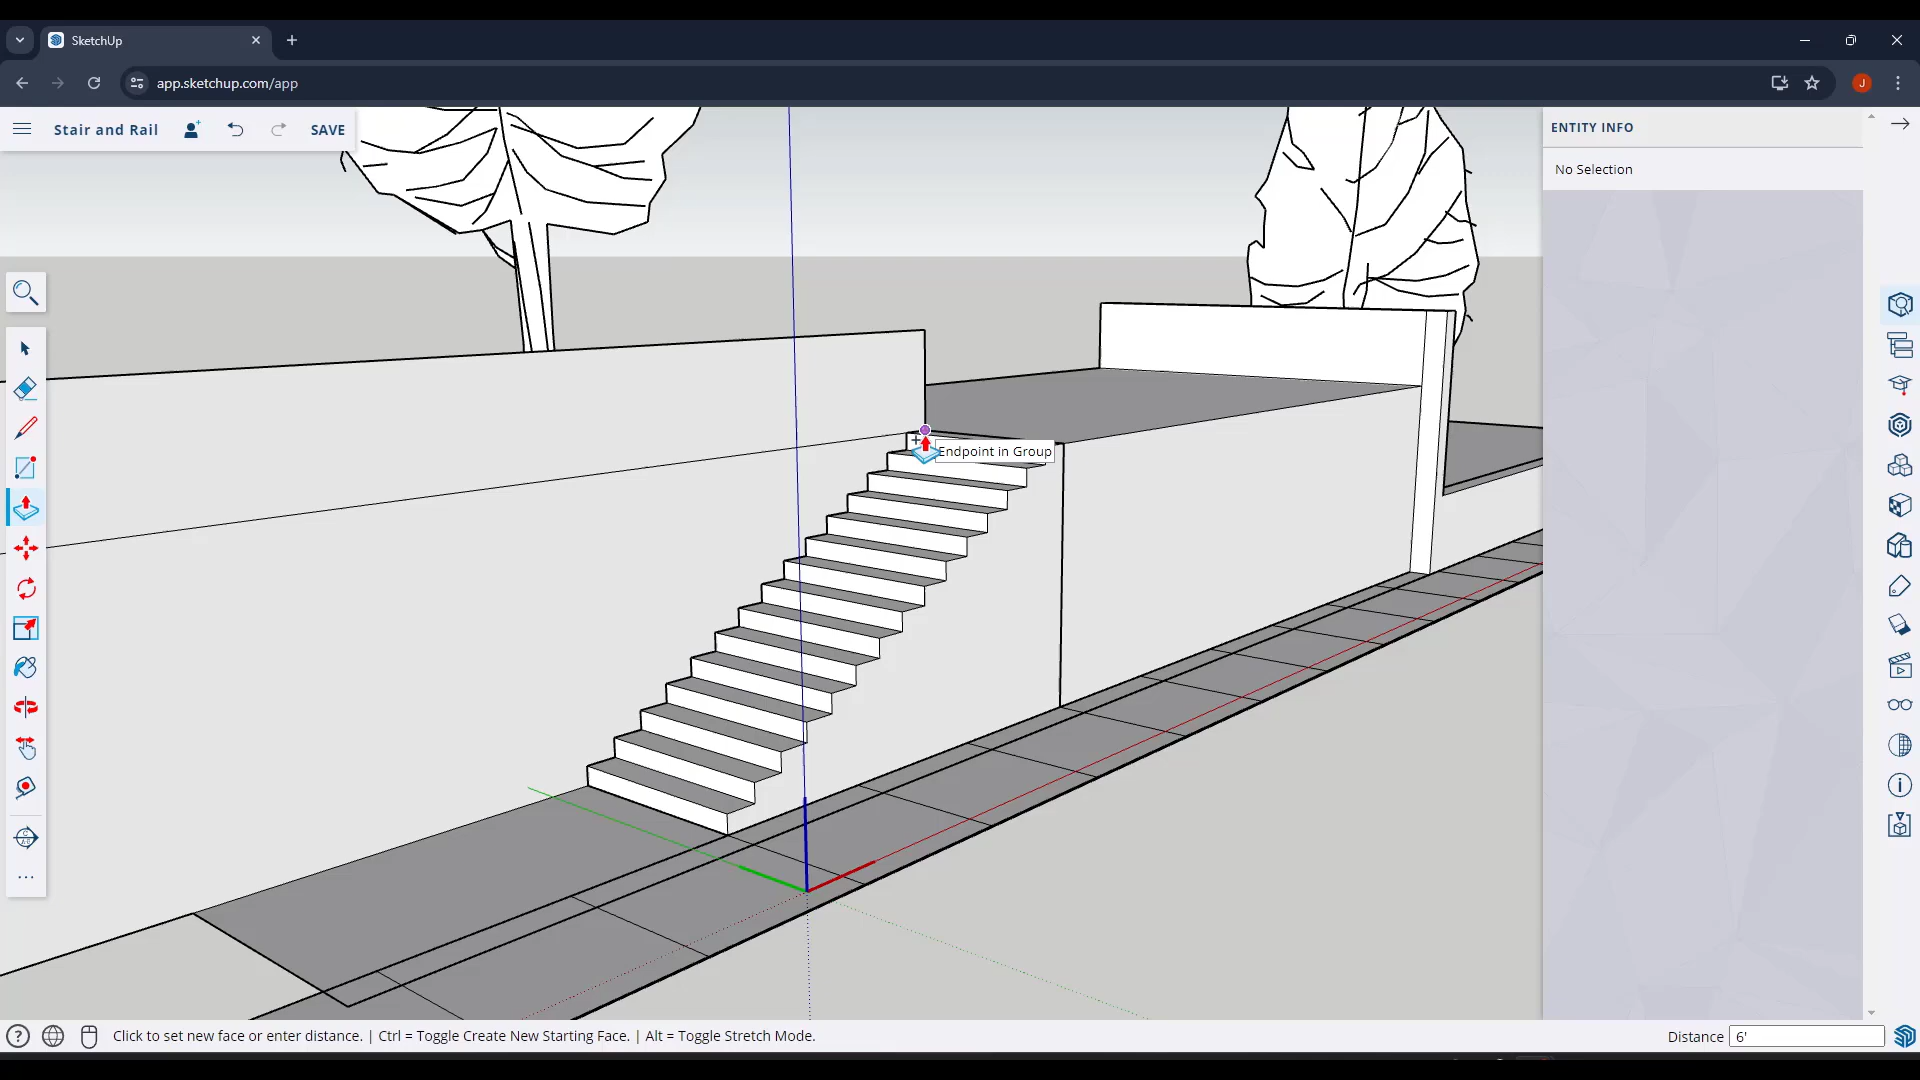 SketchUp
app.sketchup.com/app
J
Stair and Rail
SAVE
ENTITY INFO
No Selection
Endpoint in Group
Click to set new face or enter distance. | Ctrl = Toggle Create New Starting Face. | Alt = Toggle Stretch Mode.
Distance 6'